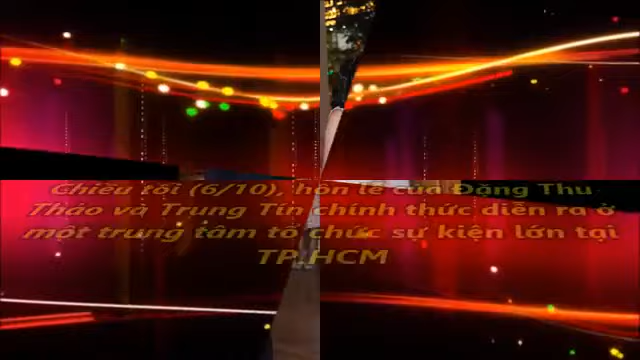 Chiều tối (6/10), hôn lễ của Đặng Thu
Thảo và Trung Tín chính thức diễn ra ở
một trung tâm tổ chức sự kiện lớn tại
TP.HCM